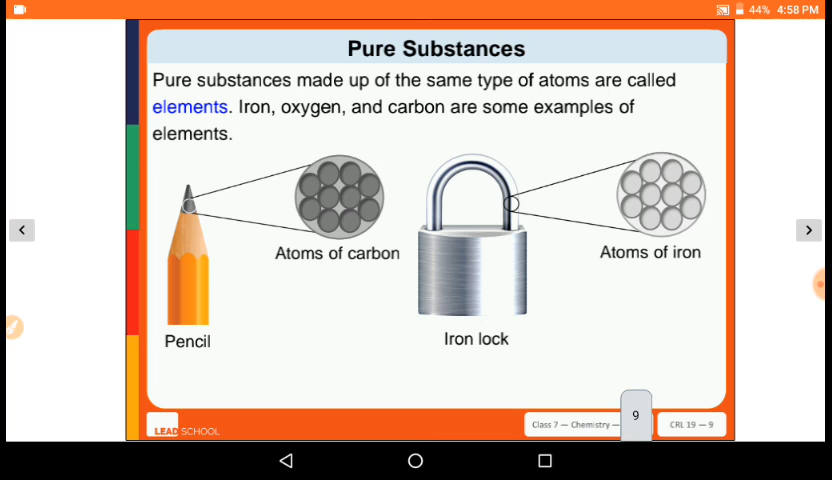 44% 4:58 PM
Pure Substances
Pure substances made up of the same type of atoms are called
elements. Iron, oxygen, and carbon are some examples of
elements.
Atoms of carbon
Atoms of iron
Pencil
Iron lock
LEAD SCHOOL
Class 7 — Chemistry —
9
CRL 19 — 9